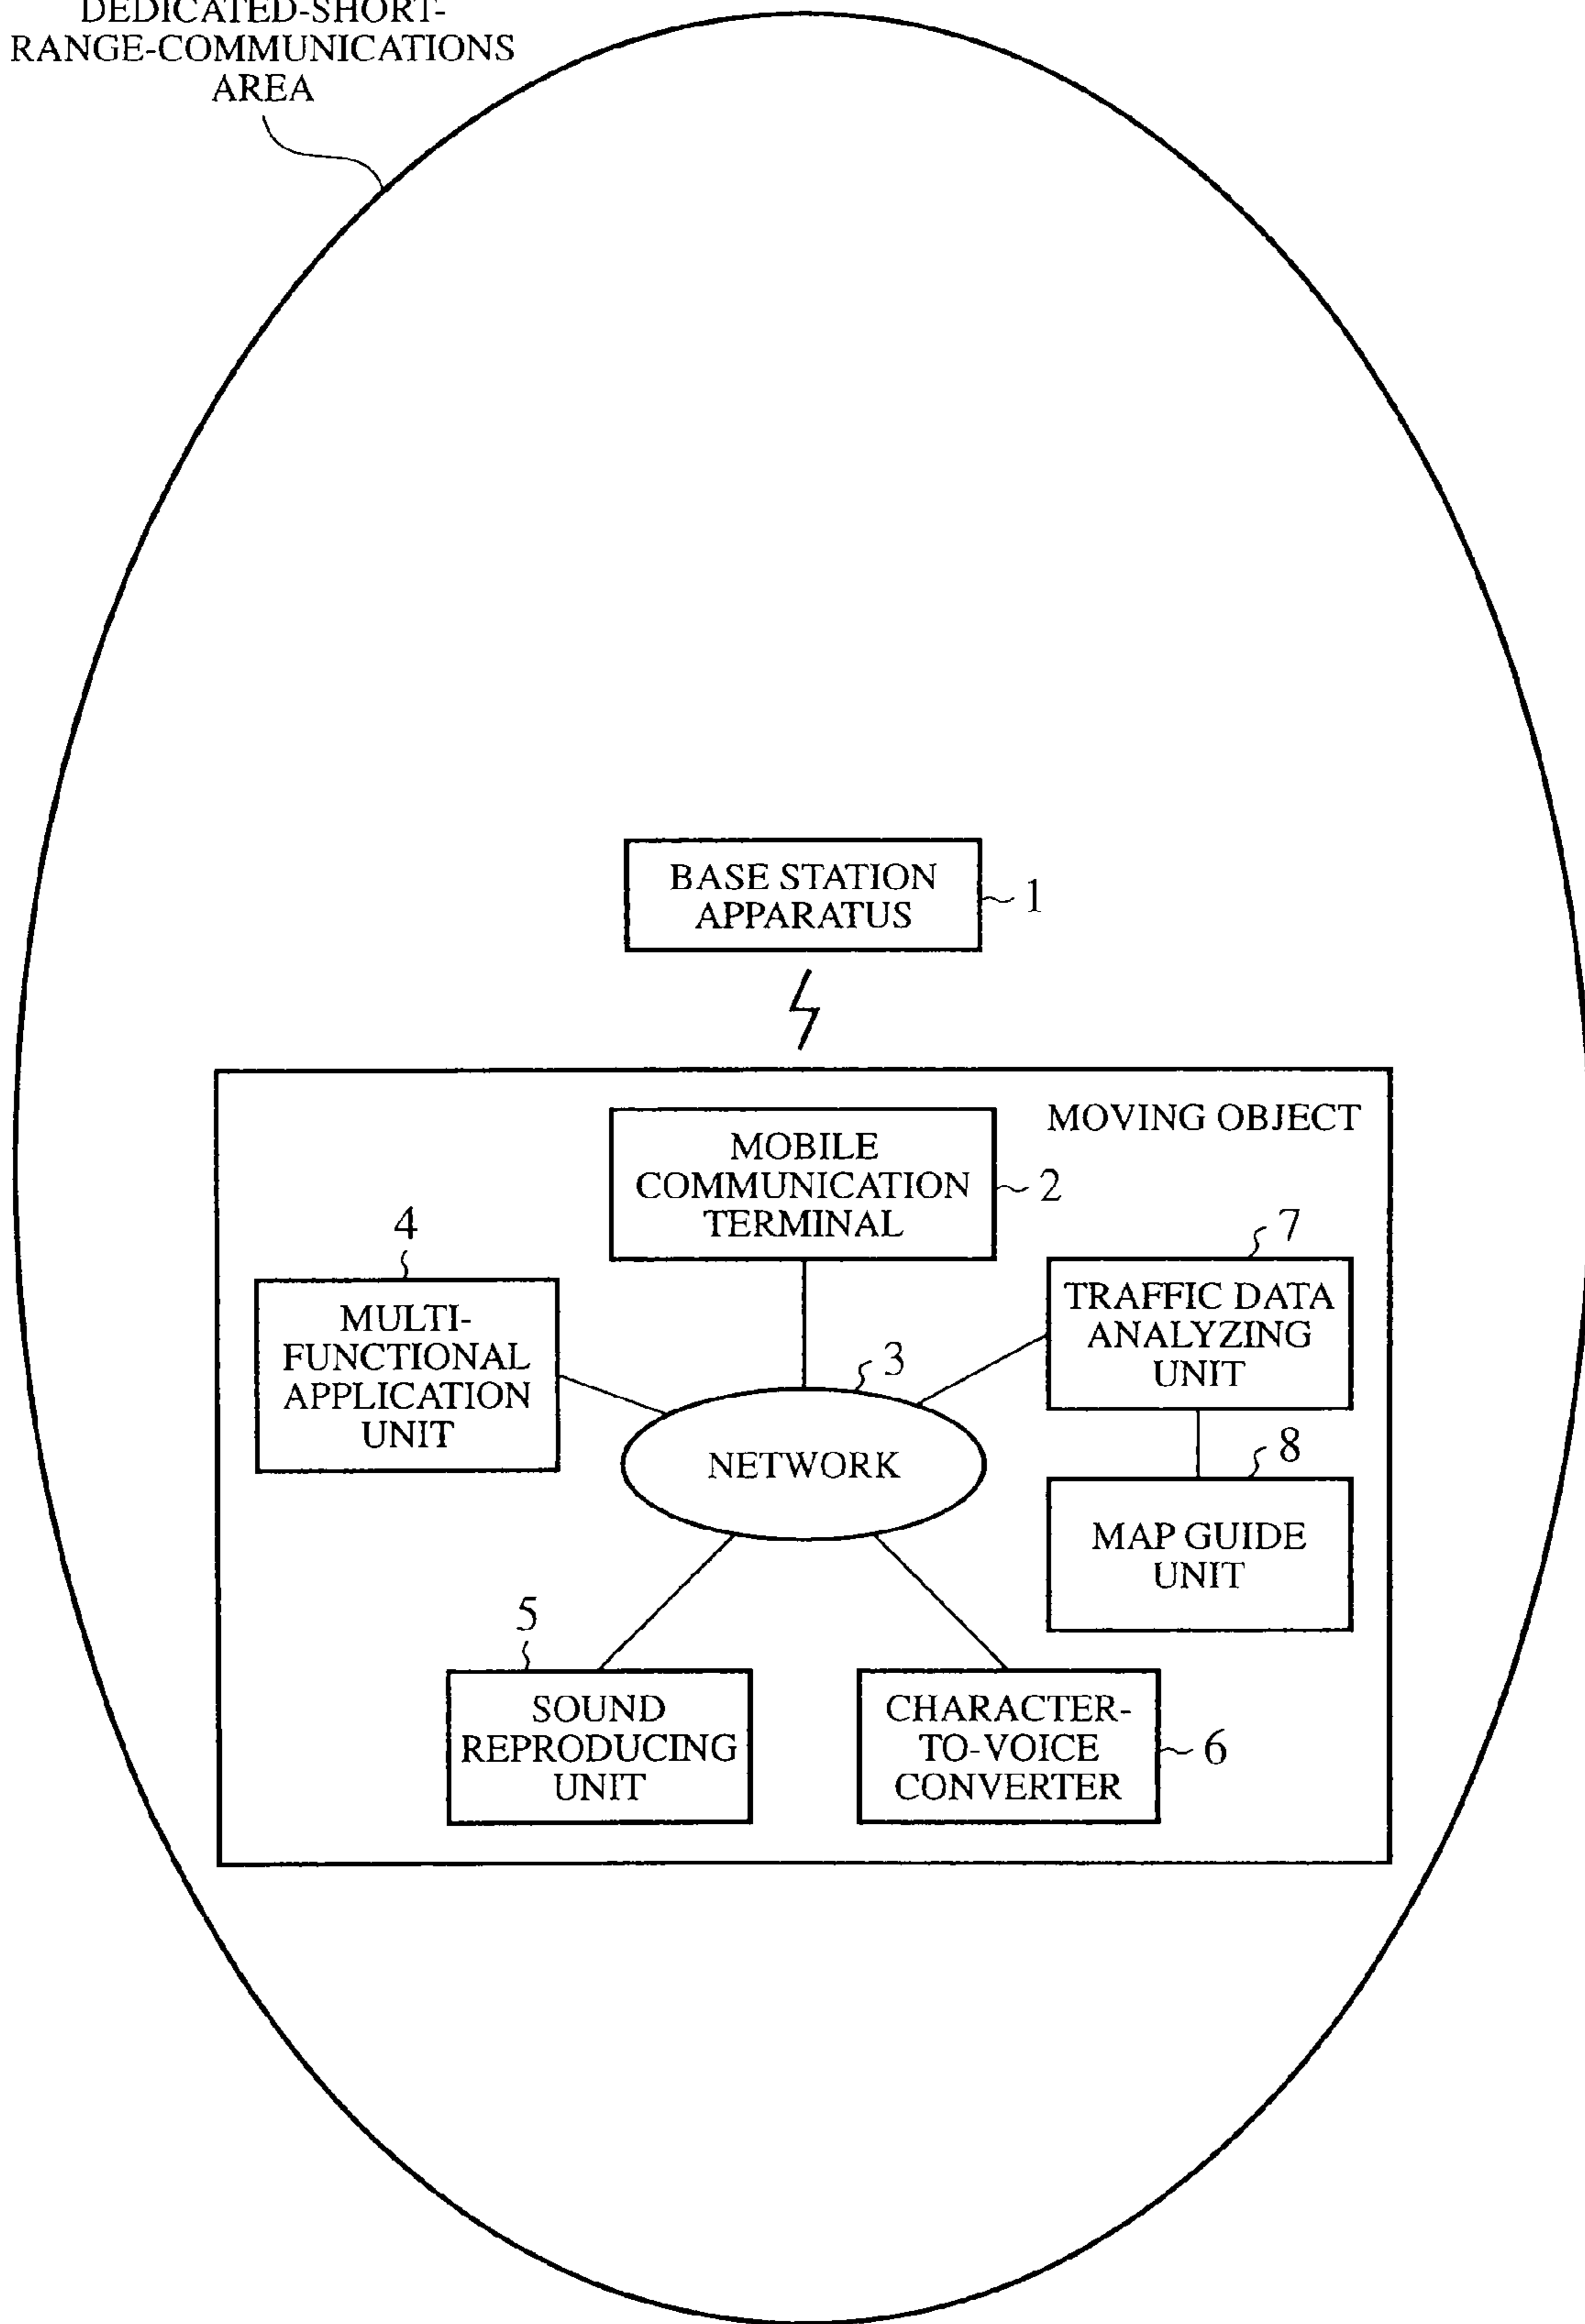 DEDICATED-SHORT-
RANGE-COMMUNICATIONS
AREA
BASE STATION
APPARATUS
1
MOVING OBJECT
MOBILE
COMMUNICATION
TERMINAL
2
4
MULTI-
FUNCTIONAL
APPLICATION
UNIT
7
TRAFFIC DATA
ANALYZING
UNIT
3
NETWORK
8
MAP GUIDE
UNIT
5
SOUND
REPRODUCING
UNIT
CHARACTER-
TO-VOICE
CONVERTER
6